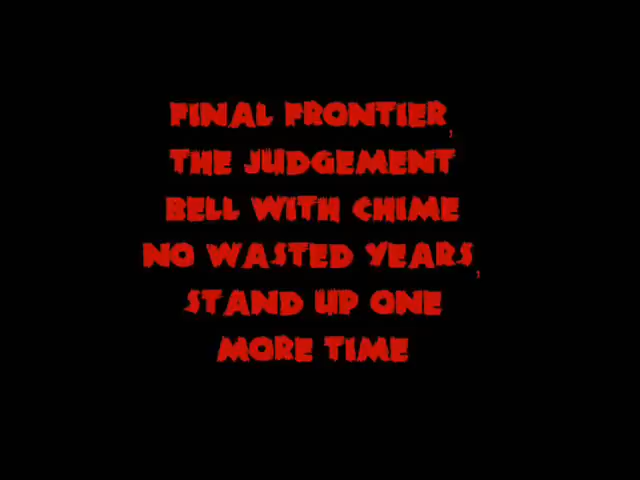 FINAL FRONTIER,
THE JUDGEMENT
BELL WITH CHIME
NO WASTED YEARS,
STAND UP ONE
MORE TIME